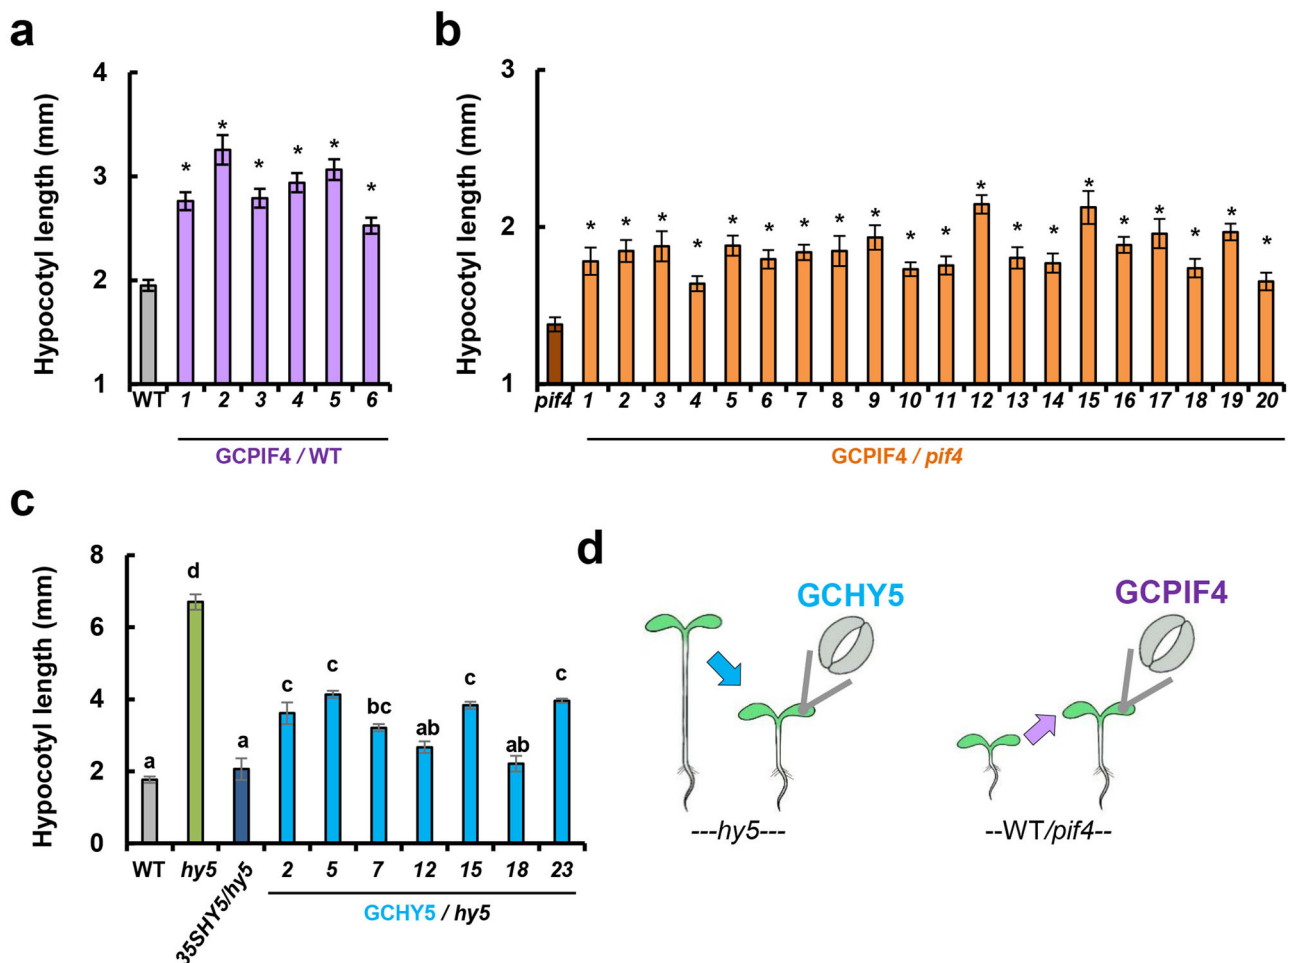 a
Hypocotyl length (mm)
4
3
2
1
* * * * * *
WT 1 2 3 4 5 6
GCPIF4 / WT
b
Hypocotyl length (mm)
3
2
1
* * * * * * * * * * * * * * * * * * * *
pif4 1 2 3 4 5 6 7 8 9 10 11 12 13 14 15 16 17 18 19 20
GCPIF4 / pif4
c
Hypocotyl length (mm)
8
6
4
2
0
a d a c c bc ab c ab c
WT hy5 35SHY5/hy5 2 5 7 12 15 18 23
GCHY5 / hy5
d
GCHY5
GCPIF4
---hy5---
--WT/pif4--